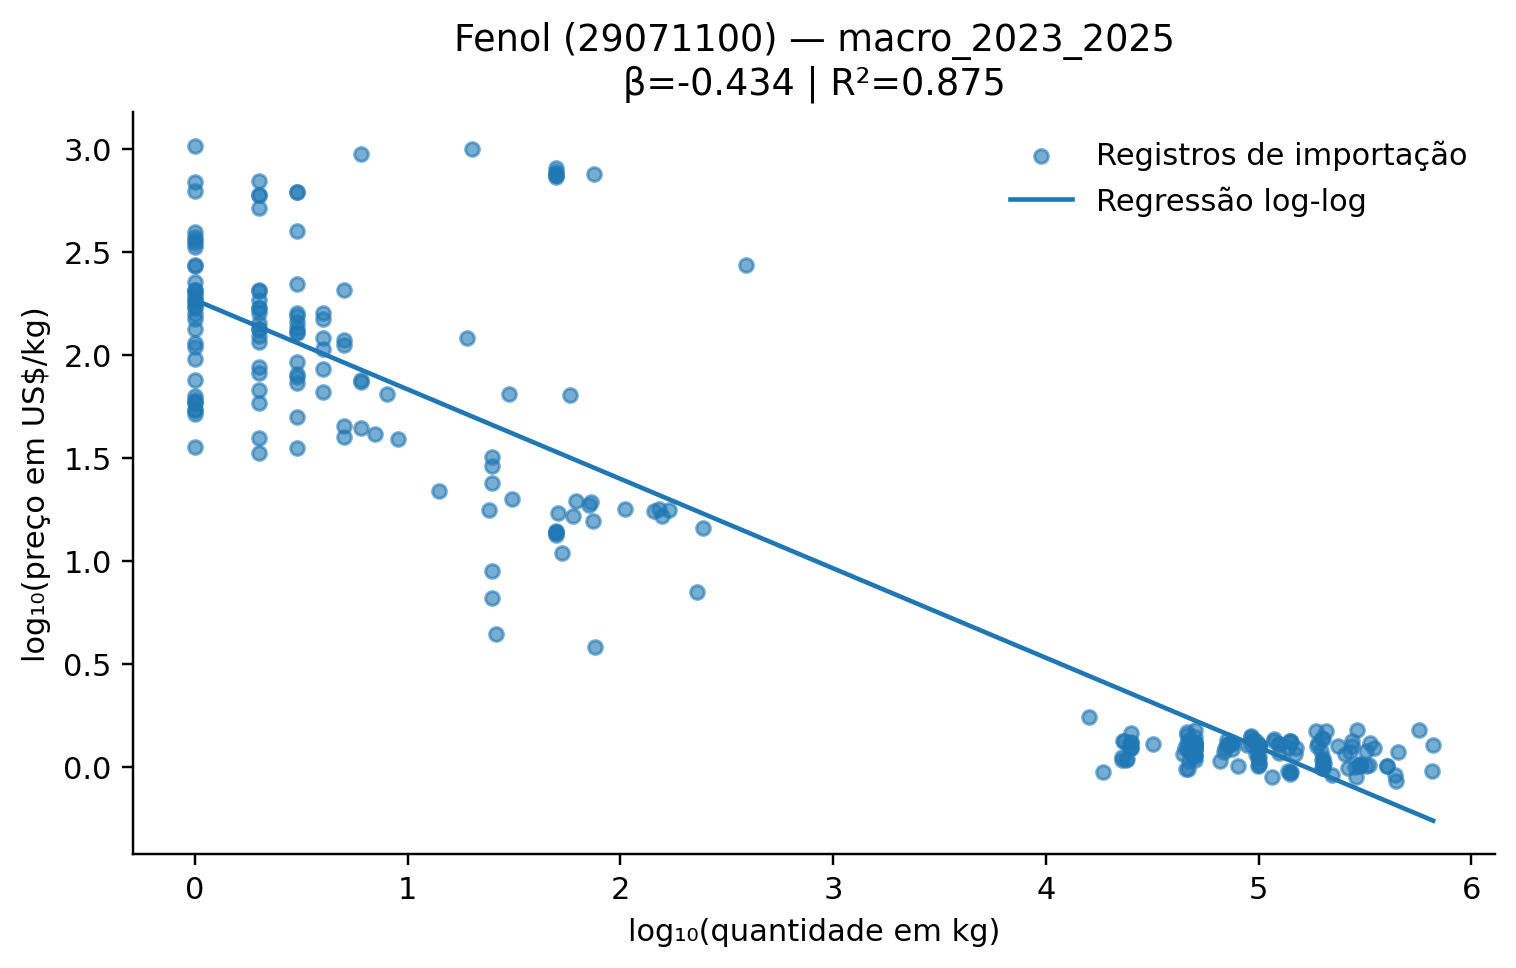 Fenol (29071100) — macro_2023_2025
β=-0.434 | R²=0.875
Registros de importação
Regressão log-log
log₁₀(preço em US$/kg)
3.0
2.5
2.0
1.5
1.0
0.5
0.0
0 1 2 3 4 5 6
log₁₀(quantidade em kg)